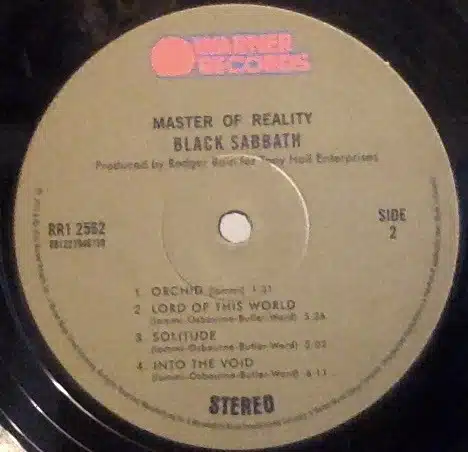 WARNER
RECORDS
MASTER OF REALITY
BLACK SABBATH
Produced by Rodger Bain for Tony Hall Enterprises
RR1 2562
SIDE
2
1. ORCHID (Iommi) 1:31
2. LORD OF THIS WORLD
(Iommi-Osbourne-Butler-Ward) 5:26
3. SOLITUDE
(Iommi-Osbourne-Butler-Ward) 5:02
4. INTO THE VOID
(Iommi-Osbourne-Butler-Ward) 6:11
STEREO